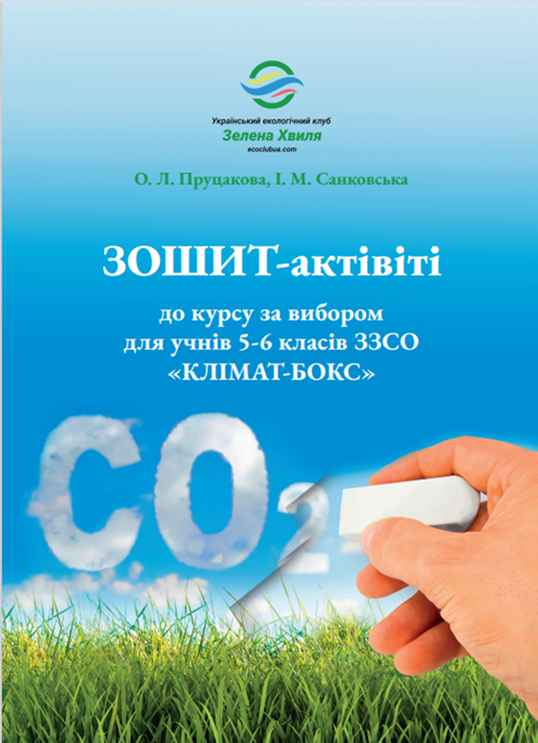 Український екологічний клуб
Зелена Хвиля
ecoclubua.com
О. Л. Пруцакова, І. М. Санковська
ЗОШИТ-актівіті
до курсу за вибором
для учнів 5-6 класів ЗЗСО
«КЛІМАТ-БОКС»
CO2